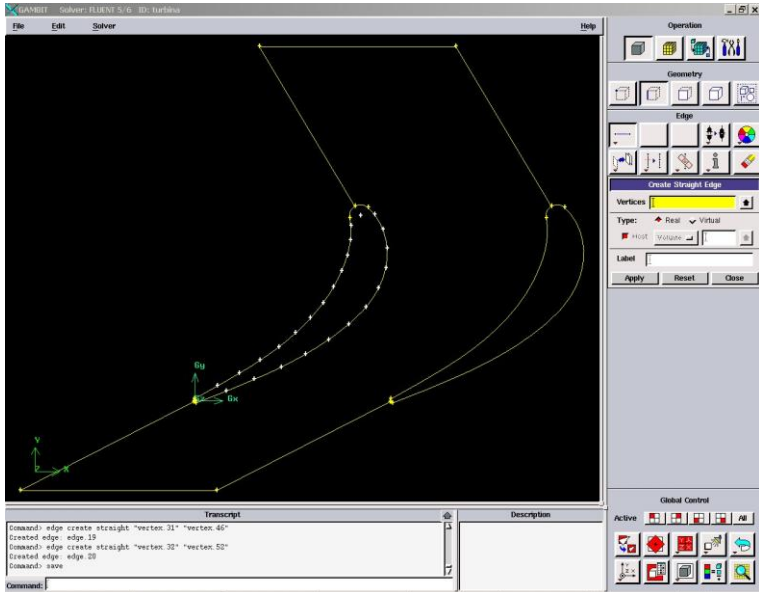 GAMBIT Solver: FLUENT 5/6 ID: turbina
File Edit Solver Help
Operation
Geometry
Edge
Create Straight Edge
Vertices
Type: Real Virtual
Host Volume
Label
Apply Reset Close
Gy
Gx
Y
Z X
Global Control
Active All
Transcript
Description
Command> edge create straight "vertex.31" "vertex.46"
Created edge: edge.19
Command> edge create straight "vertex.32" "vertex.52"
Created edge: edge.20
Command> save
Command: